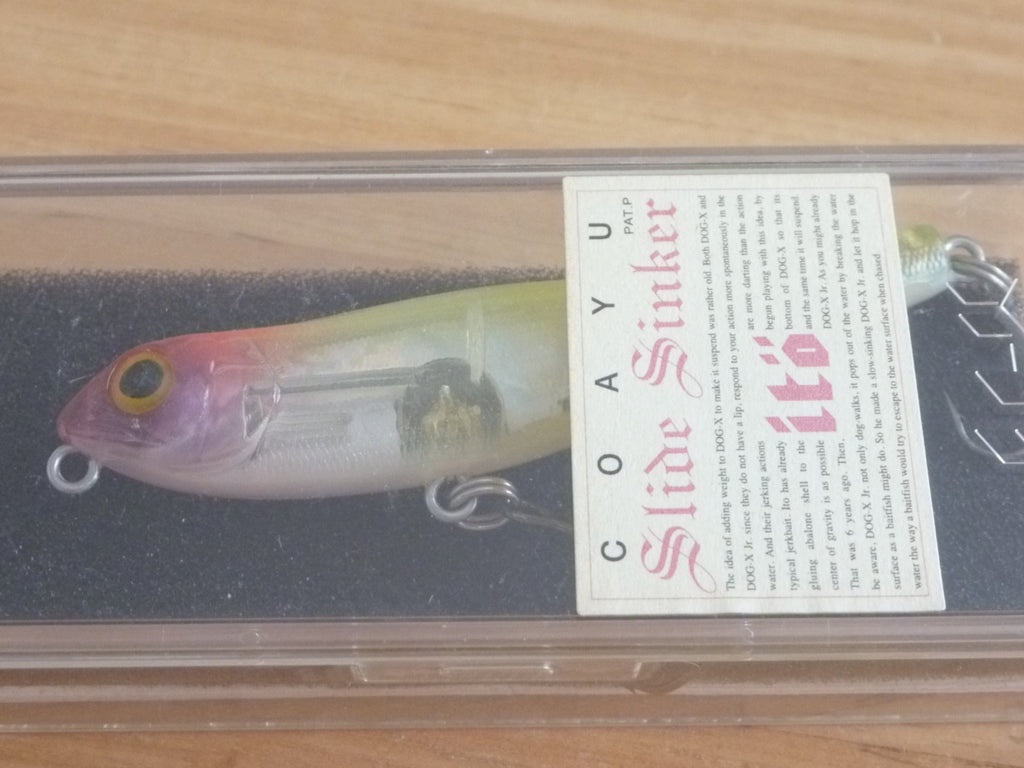 COAYU
PAT.P
Slide Sinker
The idea of adding weight to DOG-X to make it suspend was rather old. Both DOG-X and
DOG-X Jr. since they do not have a lip, respond to your action more spontaneously in the
water. And their jerking actions are more darting than the action
typical jerkbait. Ito has already begun playing with this idea, by
gluing abalone shell to the bottom of DOG-X so that its
center of gravity is as possible and the same time it will suspend.
That was 6 years ago. Then, DOG-X Jr. As you might already
be aware, DOG-X Jr. not only dog-walks, it pops out of the water by breaking the water
surface as a baitfish might do. So he made a slow-sinking DOG-X Jr. and let it hop in the
water the way a baitfish would try to escape to the water surface when chased
itö